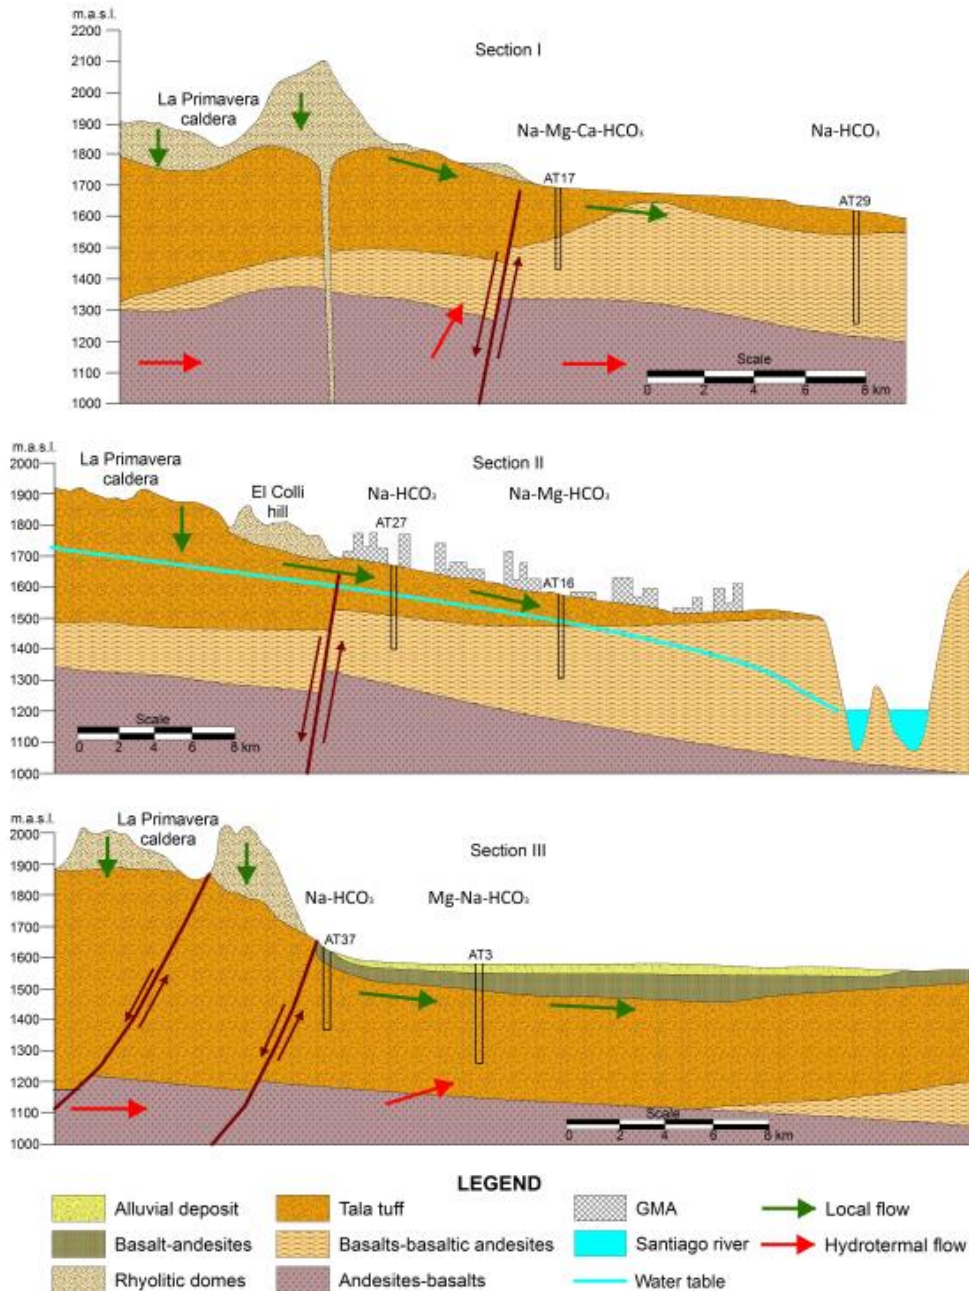 m.a.s.l.
2200
2100
2000
1900
1800
1700
1600
1500
1400
1300
1200
1100
1000
Section I
La Primavera
caldera
Na-Mg-Ca-HCO₃
Na-HCO₃
AT17
AT29
Scale
0 2 4 6 8 km
m.a.s.l.
2000
1900
1800
1700
1600
1500
1400
1300
1200
1100
1000
La Primavera
caldera
Section II
El Colli
hill
Na-HCO₃
Na-Mg-HCO₃
AT27
AT16
Scale
0 2 4 6 8 km
m.a.s.l.
2000
1900
1800
1700
1600
1500
1400
1300
1200
1100
1000
La Primavera
caldera
Section III
Na-HCO₃
Mg-Na-HCO₃
AT37
AT3
Scale
0 2 4 6 8 km
LEGEND
Alluvial deposit
Tala tuff
GMA
Local flow
Basalt-andesites
Basalts-basaltic andesites
Santiago river
Hydrotermal flow
Rhyolitic domes
Andesites-basalts
Water table